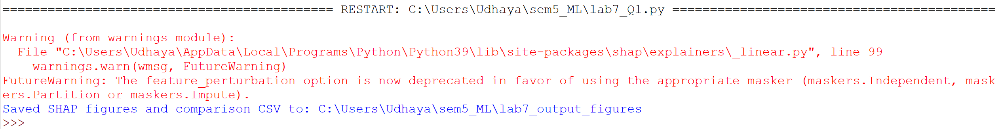 ============================================ RESTART: C:\Users\Udhaya\sem5_ML\lab7_Q1.py ===========================================
Warning (from warnings module):
  File "C:\Users\Udhaya\AppData\Local\Programs\Python\Python39\lib\site-packages\shap\explainers\_linear.py", line 99
    warnings.warn(wmsg, FutureWarning)
FutureWarning: The feature_perturbation option is now deprecated in favor of using the appropriate masker (maskers.Independent, mask
ers.Partition or maskers.Impute).
Saved SHAP figures and comparison CSV to: C:\Users\Udhaya\sem5_ML\lab7_output_figures
>>>